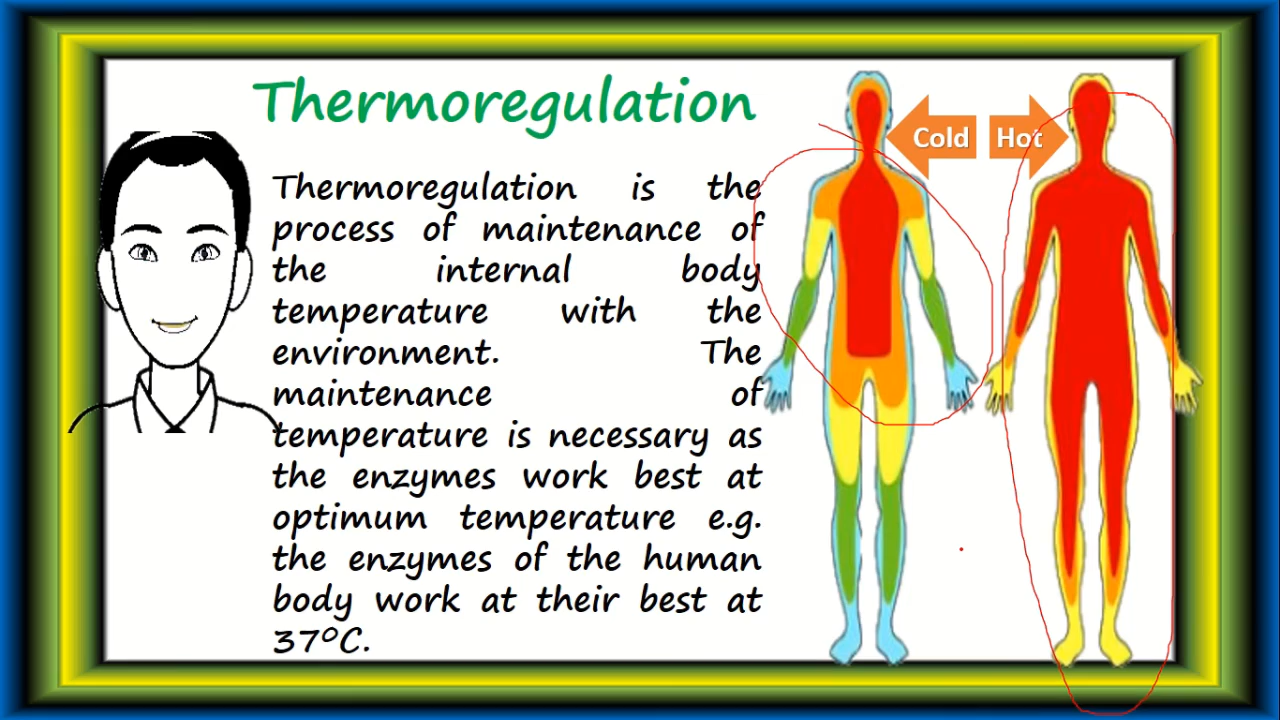 Thermoregulation
Cold
Hot
Thermoregulation is the
process of maintenance of
the internal body
temperature with the
environment. The
maintenance of
temperature is necessary as
the enzymes work best at
optimum temperature e.g.
the enzymes of the human
body work at their best at
37°C.